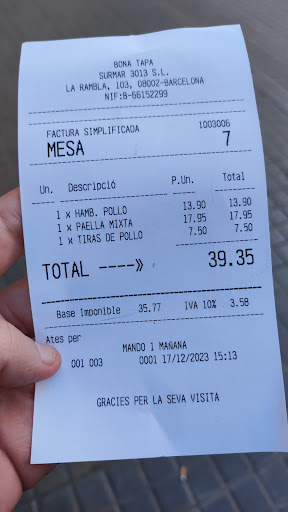 BONA TAPA
SURMAR 3013 S.L.
LA RAMBLA, 103, 08002-BARCELONA
NIF:B-66152299
FACTURA SIMPLIFICADA 1003006
MESA 7
Un. Descripció P.Un. Total
1 x HAMB. POLLO 13.90 13.90
1 x PAELLA MIXTA 17.95 17.95
1 x TIRAS DE POLLO 7.50 7.50
TOTAL ----》 39.35
Base Imponible 35.77 IVA 10% 3.58
Ates per
MANDO 1 MAÑANA
001 003 0001 17/12/2023 15:13
GRACIES PER LA SEVA VISITA